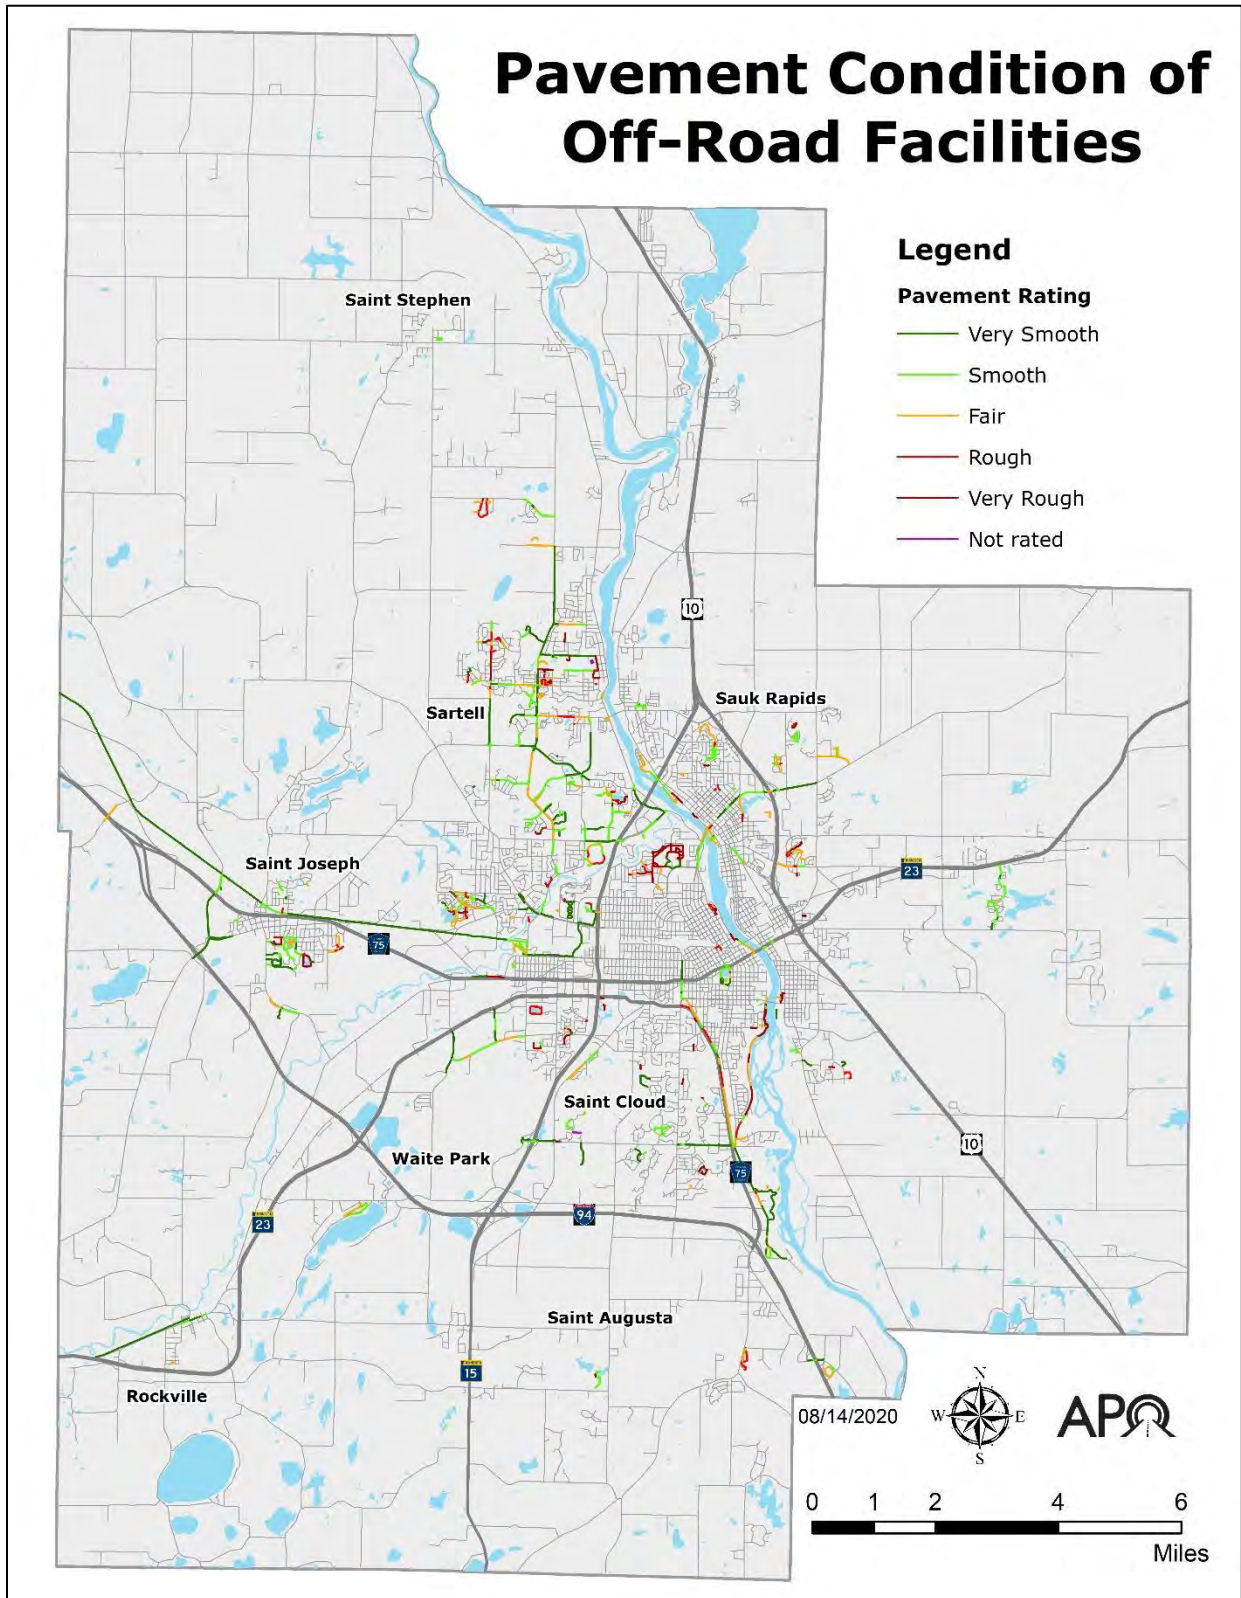 Pavement Condition of
Off-Road Facilities
Legend
Pavement Rating
Very Smooth
Smooth
Fair
Rough
Very Rough
Not rated
Saint Stephen
10
Sauk Rapids
Sartell
Saint Joseph
23
75
Saint Cloud
10
Waite Park
75
94
23
Saint Augusta
15
Rockville
08/14/2020
N
W
E
S
APO
0 1 2 4 6
Miles